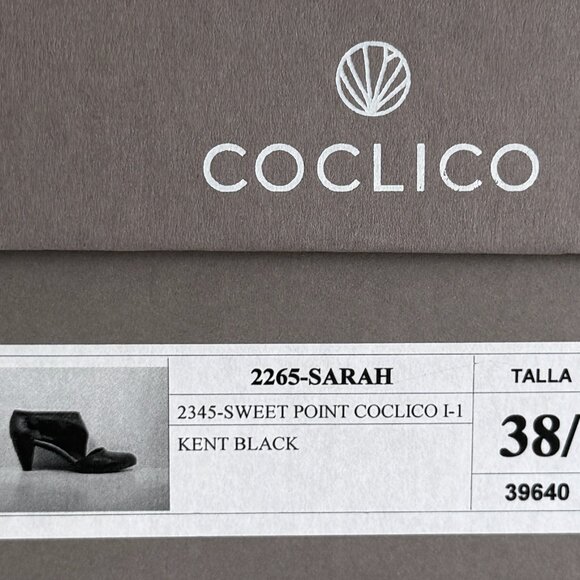 COCLICO
2265-SARAH
TALLA
2345-SWEET POINT COCLICO I-1
38/
KENT BLACK
39640